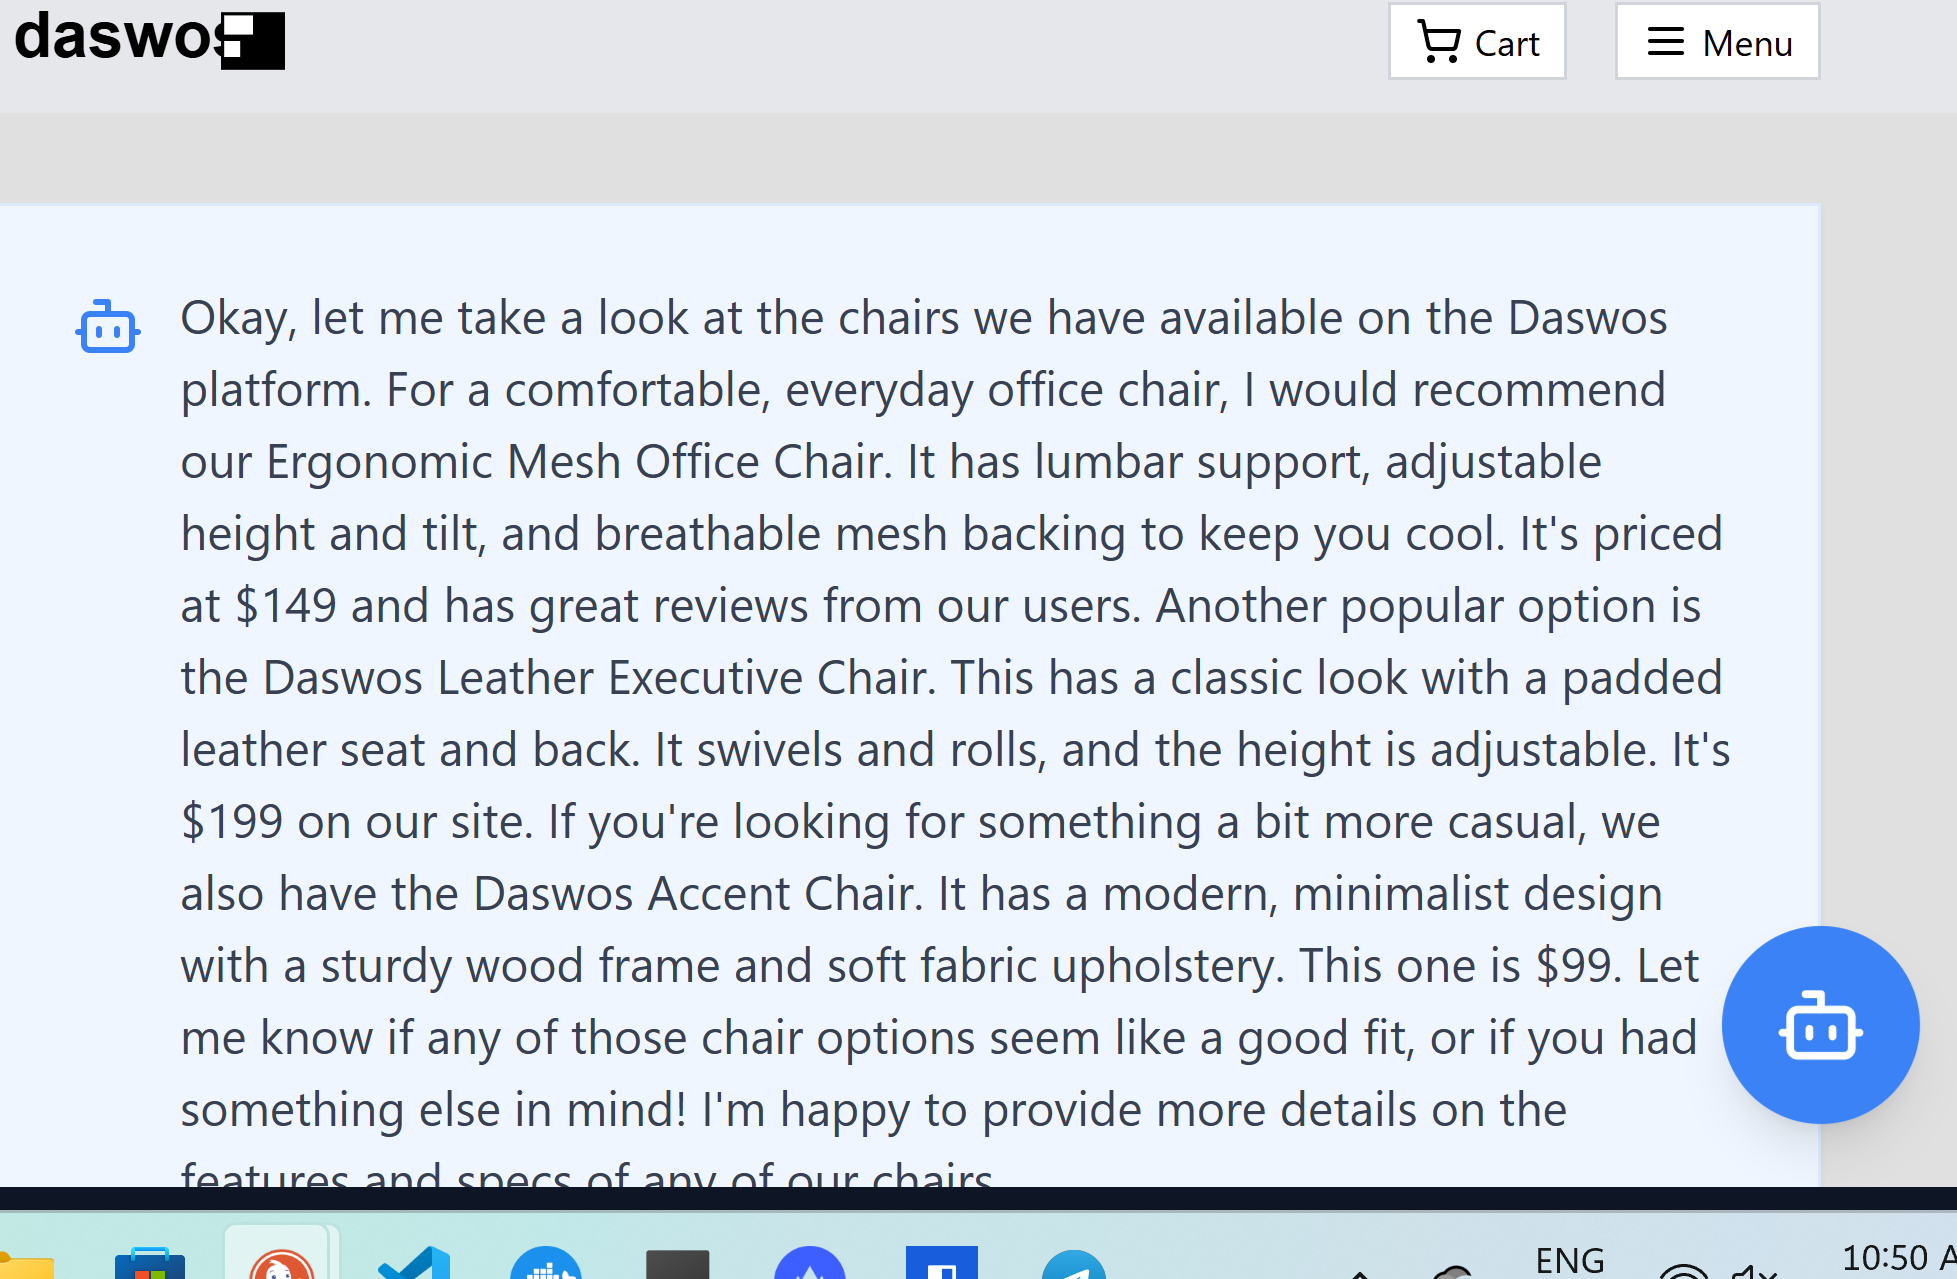 daswos
Cart
Menu
Okay, let me take a look at the chairs we have available on the Daswos
platform. For a comfortable, everyday office chair, I would recommend
our Ergonomic Mesh Office Chair. It has lumbar support, adjustable
height and tilt, and breathable mesh backing to keep you cool. It's priced
at $149 and has great reviews from our users. Another popular option is
the Daswos Leather Executive Chair. This has a classic look with a padded
leather seat and back. It swivels and rolls, and the height is adjustable. It's
$199 on our site. If you're looking for something a bit more casual, we
also have the Daswos Accent Chair. It has a modern, minimalist design
with a sturdy wood frame and soft fabric upholstery. This one is $99. Let
me know if any of those chair options seem like a good fit, or if you had
something else in mind! I'm happy to provide more details on the
features and specs of any of our chairs
ENG
10:50 A